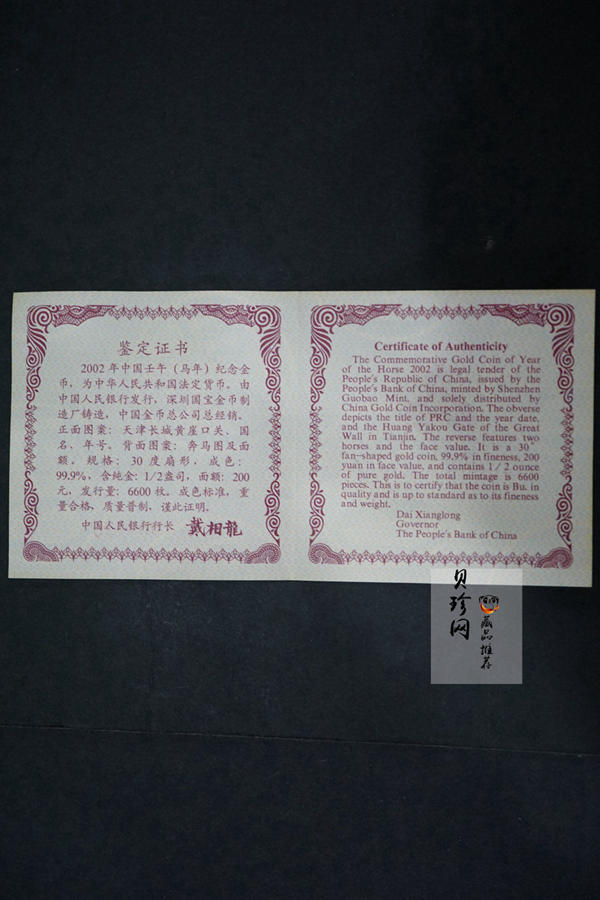 鉴定证书
2002年中国壬午（马年）纪念金
币，为中华人民共和国法定货币。由
中国人民银行发行，深圳国宝金币制
造厂铸造，中国金币总公司总经销。
正面图案：天津长城黄崖口关、国
名、年号。背面图案：奔马图及面
额。规格：30度扇形，成色：
99.9%，含纯金：1/2盎司，面额：200
元，发行量：6600枚。成色标准，重
量合格，质量普制，谨此证明。
中国人民银行行长 戴相龍
Certificate of Authenticity
The Commemorative Gold Coin of Year
of the Horse 2002 is legal tender of the
People's Republic of China, issued by the
People's Bank of China, minted by Shenzhen
Guobao Mint, and solely distributed by
China Gold Coin Incorporation. The obverse
depicts the title of PRC and the year date,
and the Huang Yakou Gate of the Great
Wall in Tianjin. The reverse features two
horses and the face value. It is a 30°
fan-shaped gold coin, 99.9% in fineness, 200
yuan in face value, and contains 1/2 ounce
of pure gold. The total mintage is 6600
pieces. This is to certify that the coin is Bu. in
quality and is up to standard as to its fineness
and weight.
Dai Xianglong
Governor
The People's Bank of China
贝珍网
藏品推荐